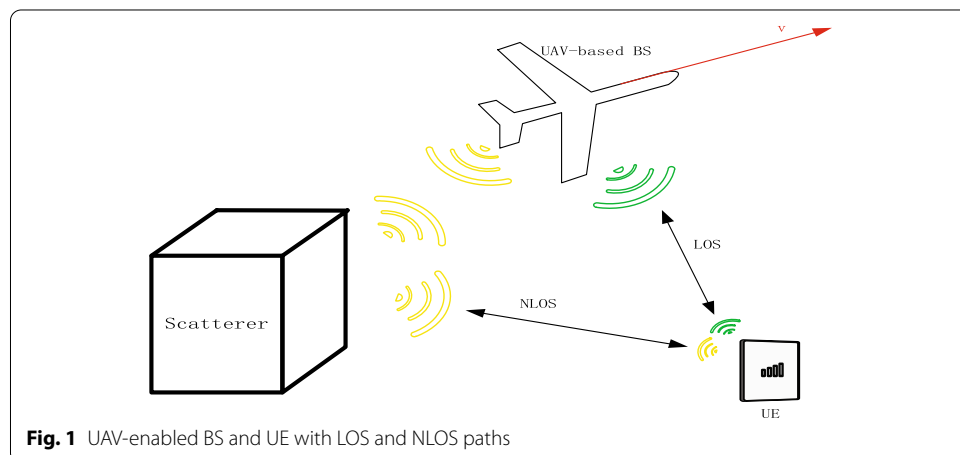 v
UAV-based BS
LOS
NLOS
Scatterer
UE
Fig. 1 UAV-enabled BS and UE with LOS and NLOS paths